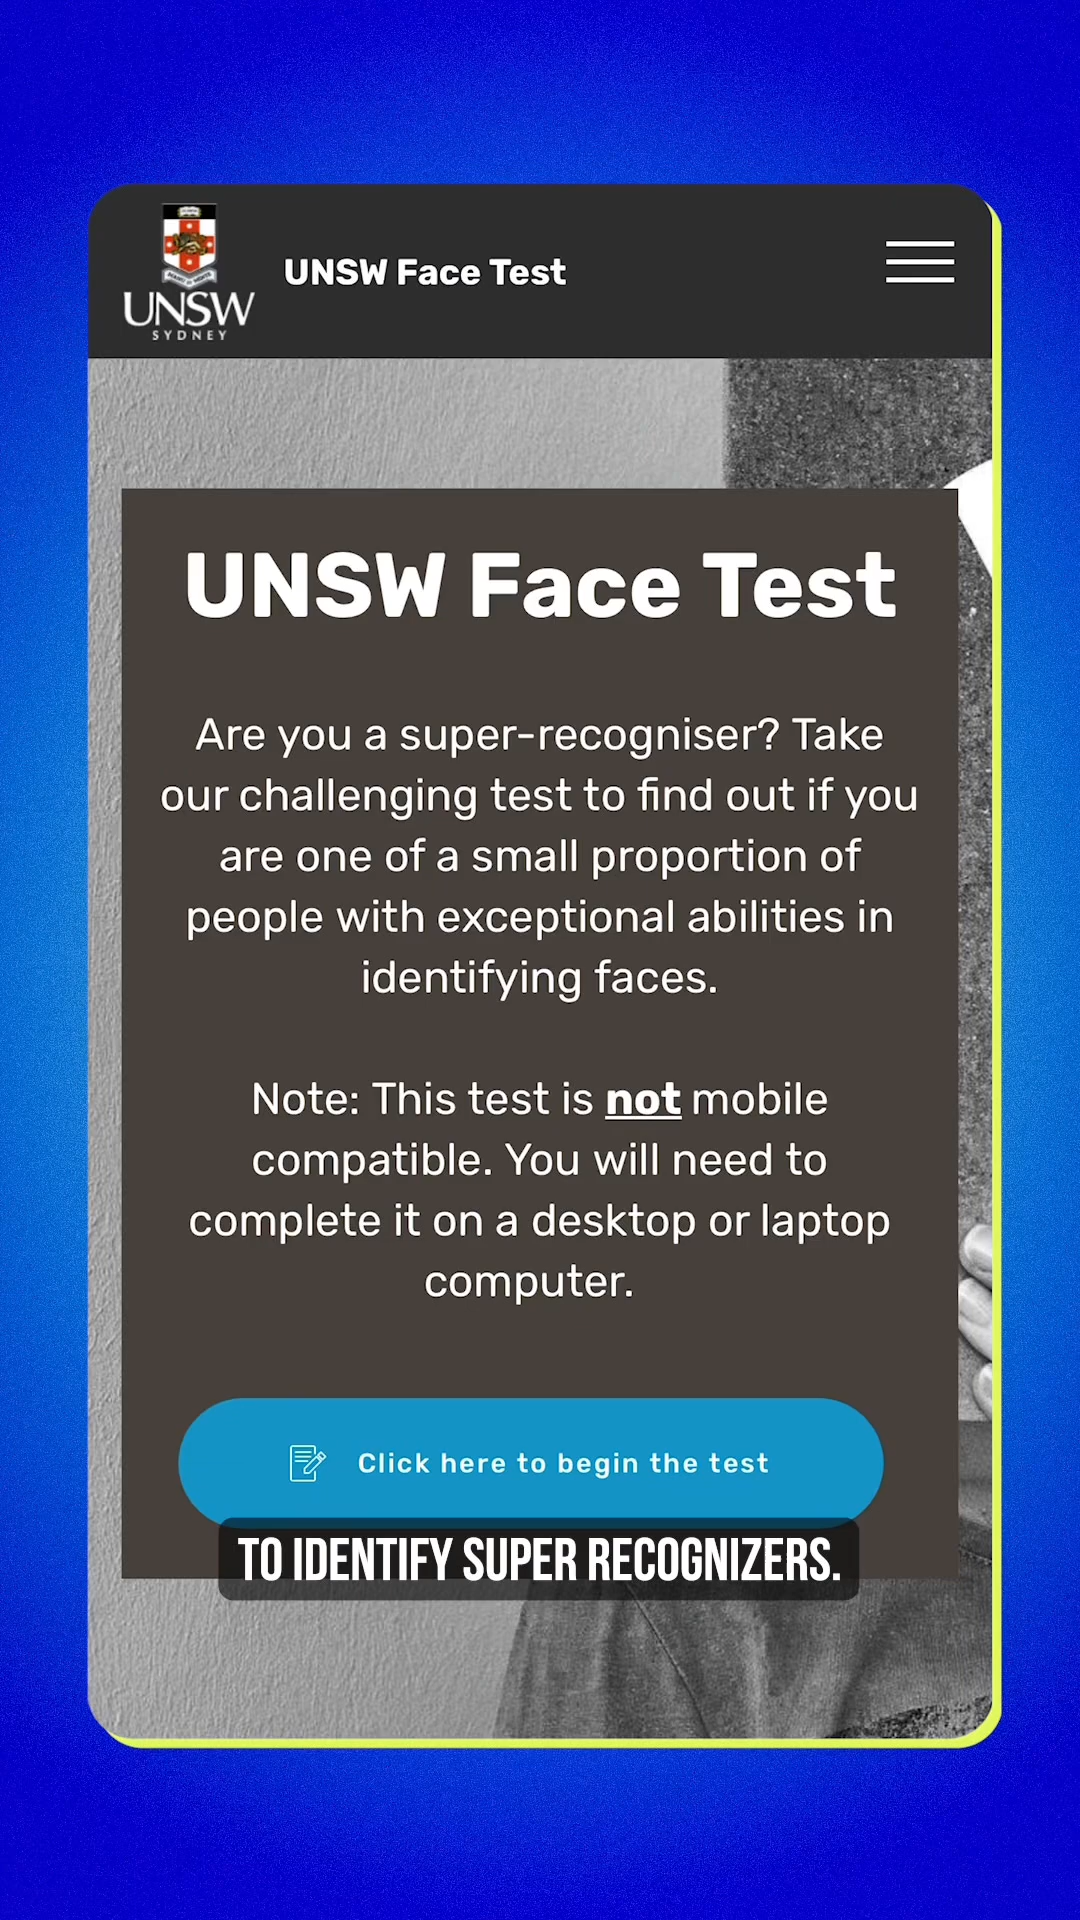 UNSW
SYDNEY
UNSW Face Test
UNSW Face Test
Are you a super-recogniser? Take
our challenging test to find out if you
are one of a small proportion of
people with exceptional abilities in
identifying faces.
Note: This test is not mobile
compatible. You will need to
complete it on a desktop or laptop
computer.
Click here to begin the test
TO IDENTIFY SUPER RECOGNIZERS.